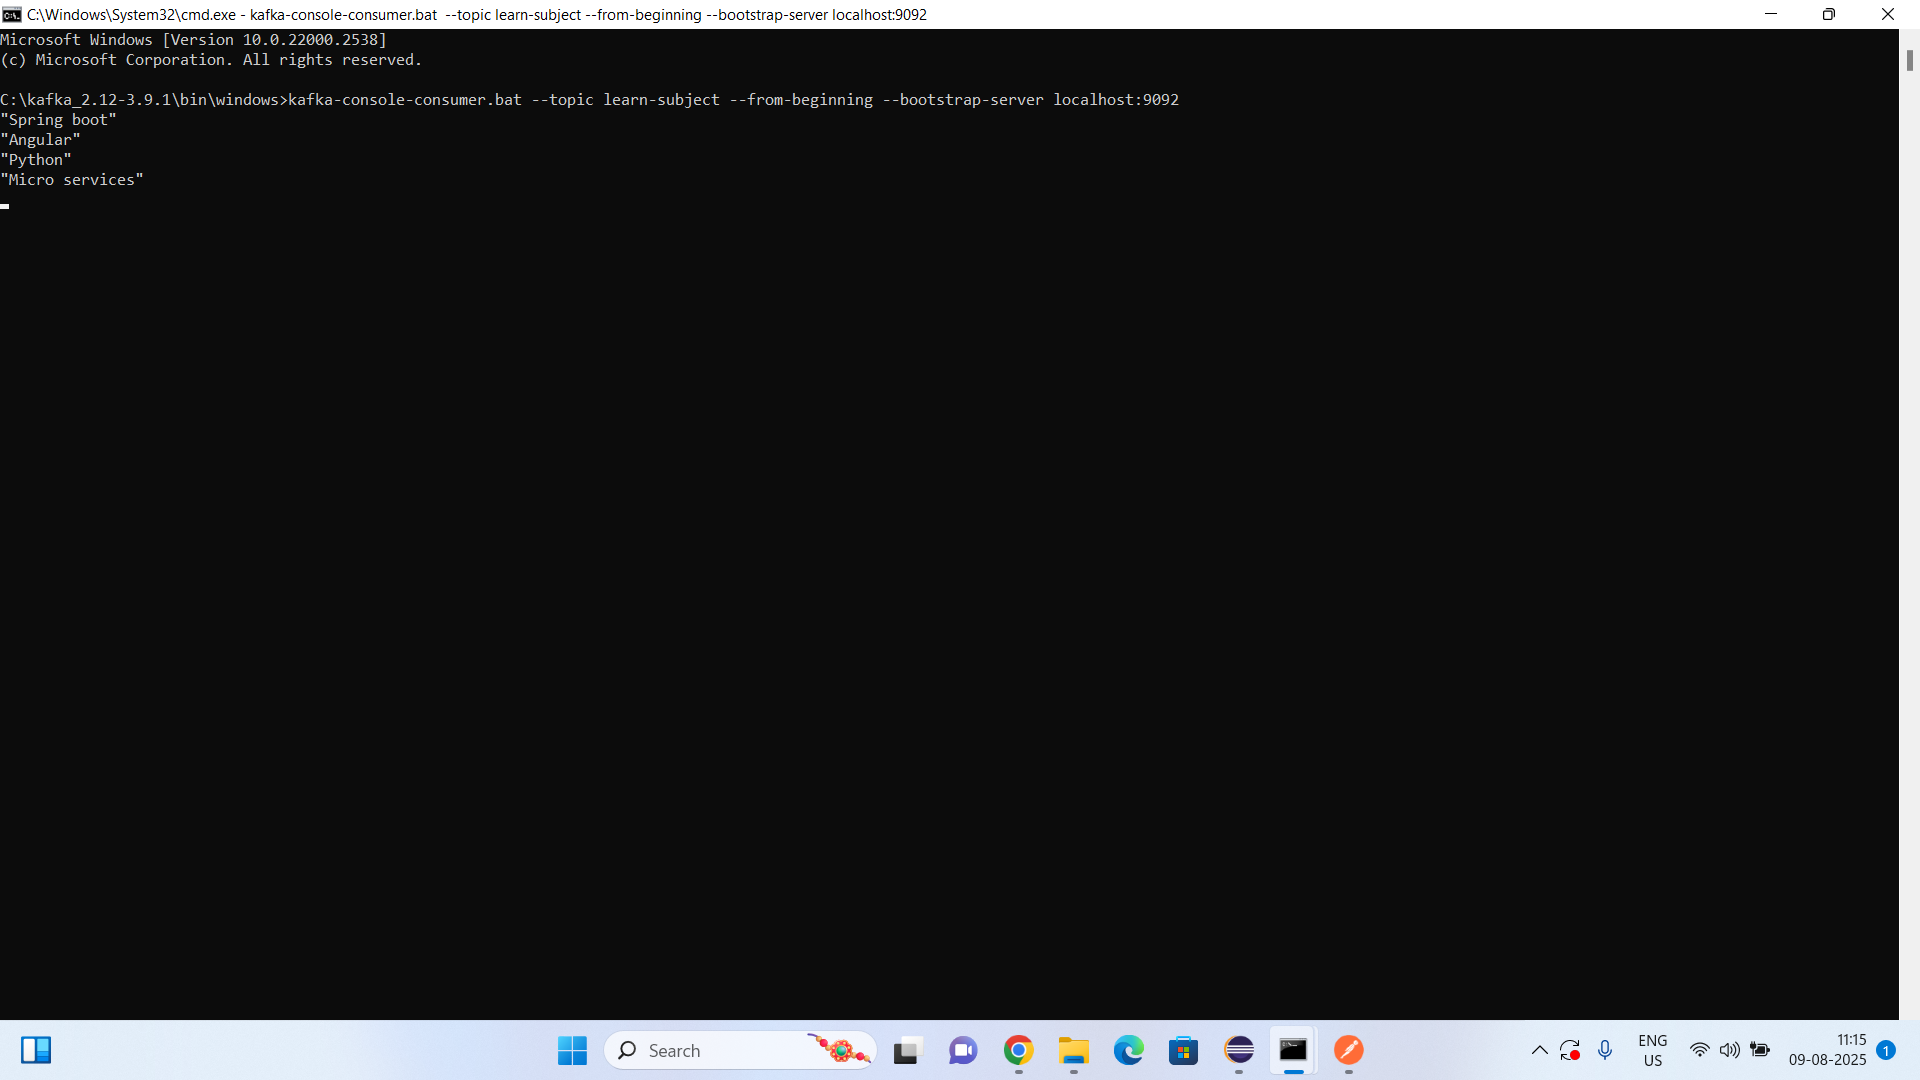 C:\Windows\System32\cmd.exe - kafka-console-consumer.bat  --topic learn-subject --from-beginning --bootstrap-server localhost:9092
Microsoft Windows [Version 10.0.22000.2538]
(c) Microsoft Corporation. All rights reserved.
C:\kafka_2.12-3.9.1\bin\windows>kafka-console-consumer.bat --topic learn-subject --from-beginning --bootstrap-server localhost:9092
"Spring boot"
"Angular"
"Python"
"Micro services"
Search
ENG
US
11:15
09-08-2025
1